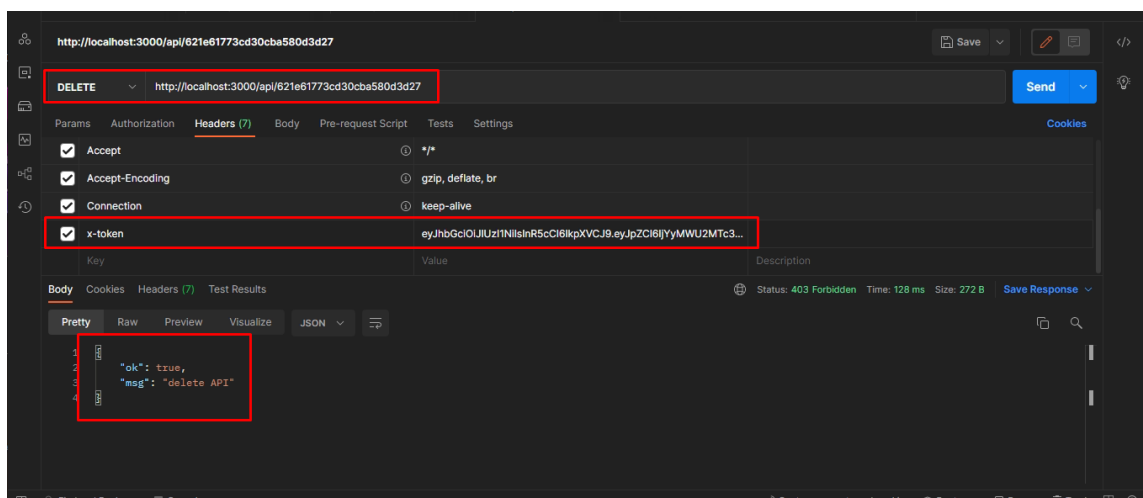 http://localhost:3000/api/621e61773cd30cba580d3d27 Save
DELETE http://localhost:3000/api/621e61773cd30cba580d3d27 Send
Params Authorization Headers (7) Body Pre-request Script Tests Settings Cookies
Accept */*
Accept-Encoding gzip, deflate, br
Connection keep-alive
x-token eyJhbGciOiJIUzI1NiIsInR5cCI6IkpXVCJ9.eyJpZCI6IjYyMWU2MTc3...
Key Value Description
Body Cookies Headers (7) Test Results Status: 403 Forbidden Time: 128 ms Size: 272 B Save Response
Pretty Raw Preview Visualize JSON
1 {
2 "ok": true,
3 "msg": "delete API"
4 }